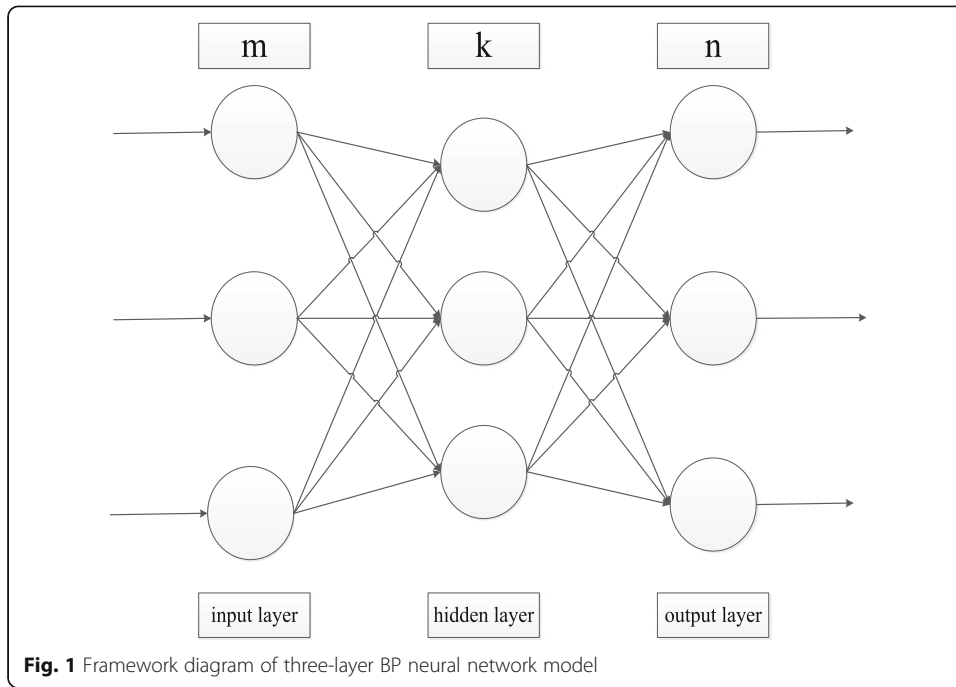 m
k
n
input layer
hidden layer
output layer
Fig. 1 Framework diagram of three-layer BP neural network model